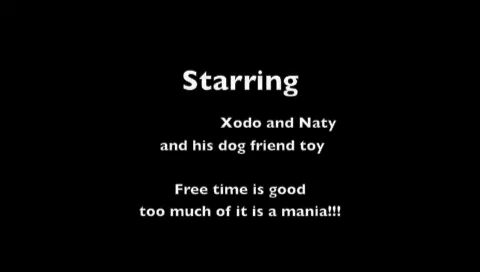 Starring
Xodo and Naty
and his dog friend toy
Free time is good
too much of it is a mania!!!